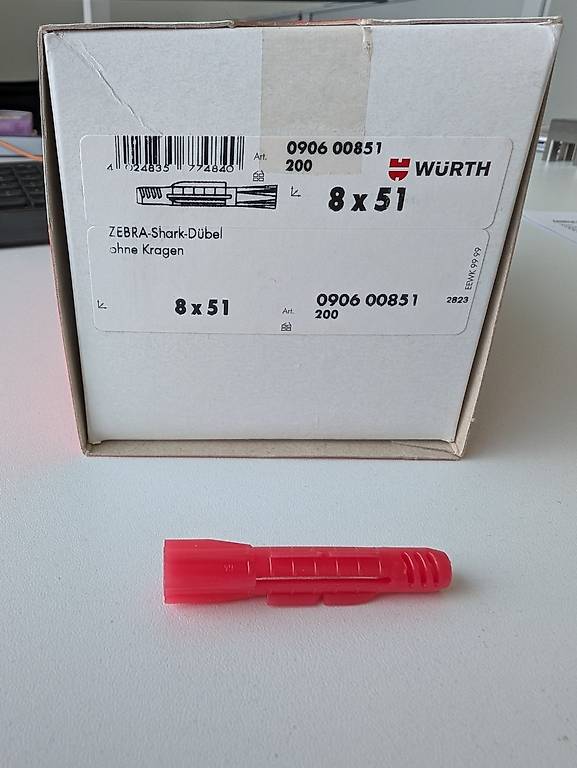 4 024835 774840
Art. 0906 00851
200
WÜRTH
8 x 51
ZEBRA-Shark-Dübel
ohne Kragen
8 x 51
Art. 0906 00851
200
2823
EEWK 99 99